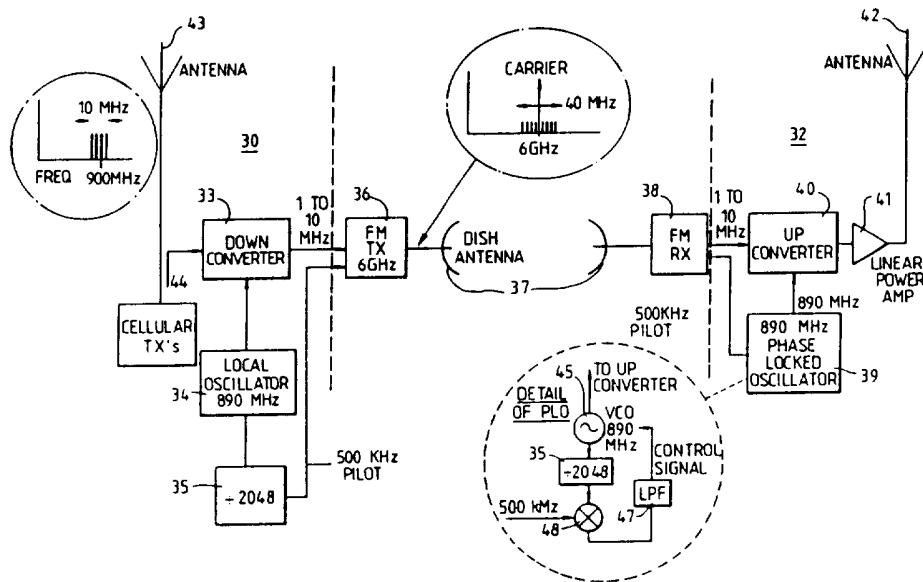 43
ANTENNA
10 MHz
FREQ
900MHz
30
33
DOWN
CONVERTER
44
CELLULAR
TX's
LOCAL
OSCILLATOR
890 MHz
34
35
÷2048
500 KHz
PILOT
1 TO
10
MHz
36
FM
TX
6GHz
CARRIER
40 MHz
6GHz
DISH
ANTENNA
37
38
FM
RX
1 TO
10
MHz
32
40
UP
CONVERTER
41
LINEAR
POWER
AMP
42
ANTENNA
890 MHz
500KHz
PILOT
890 MHz
PHASE
LOCKED
OSCILLATOR
39
45
TO UP
CONVERTER
DETAIL
OF PLO
VCO
890
MHz
35
÷2048
CONTROL
SIGNAL
LPF
47
500 kMz
48